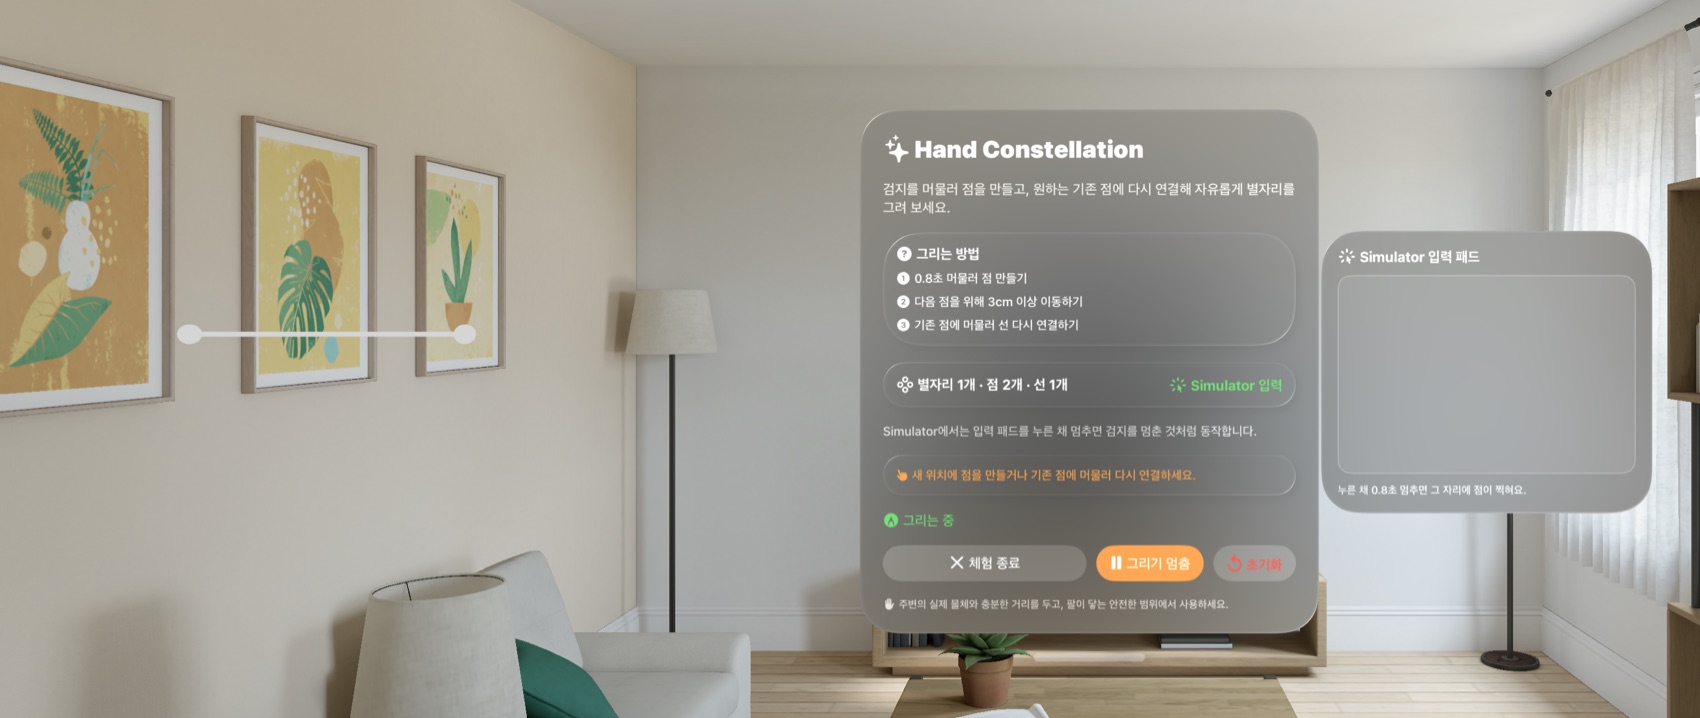 Hand Constellation
검지를 머물러 점을 만들고, 원하는 기존 점에 다시 연결해 자유롭게 별자리를
그려 보세요.
? 그리는 방법
1 0.8초 머물러 점 만들기
2 다음 점을 위해 3cm 이상 이동하기
3 기존 점에 머물러 선 다시 연결하기
별자리 1개 · 점 2개 · 선 1개
Simulator 입력
Simulator에서는 입력 패드를 누른 채 멈추면 검지를 멈춘 것처럼 동작합니다.
새 위치에 점을 만들거나 기존 점에 머물러 다시 연결하세요.
그리는 중
체험 종료
그리기 멈춤
초기화
주변의 실제 물체와 충분한 거리를 두고, 팔이 닿는 안전한 범위에서 사용하세요.
Simulator 입력 패드
누른 채 0.8초 멈추면 그 자리에 점이 찍혀요.